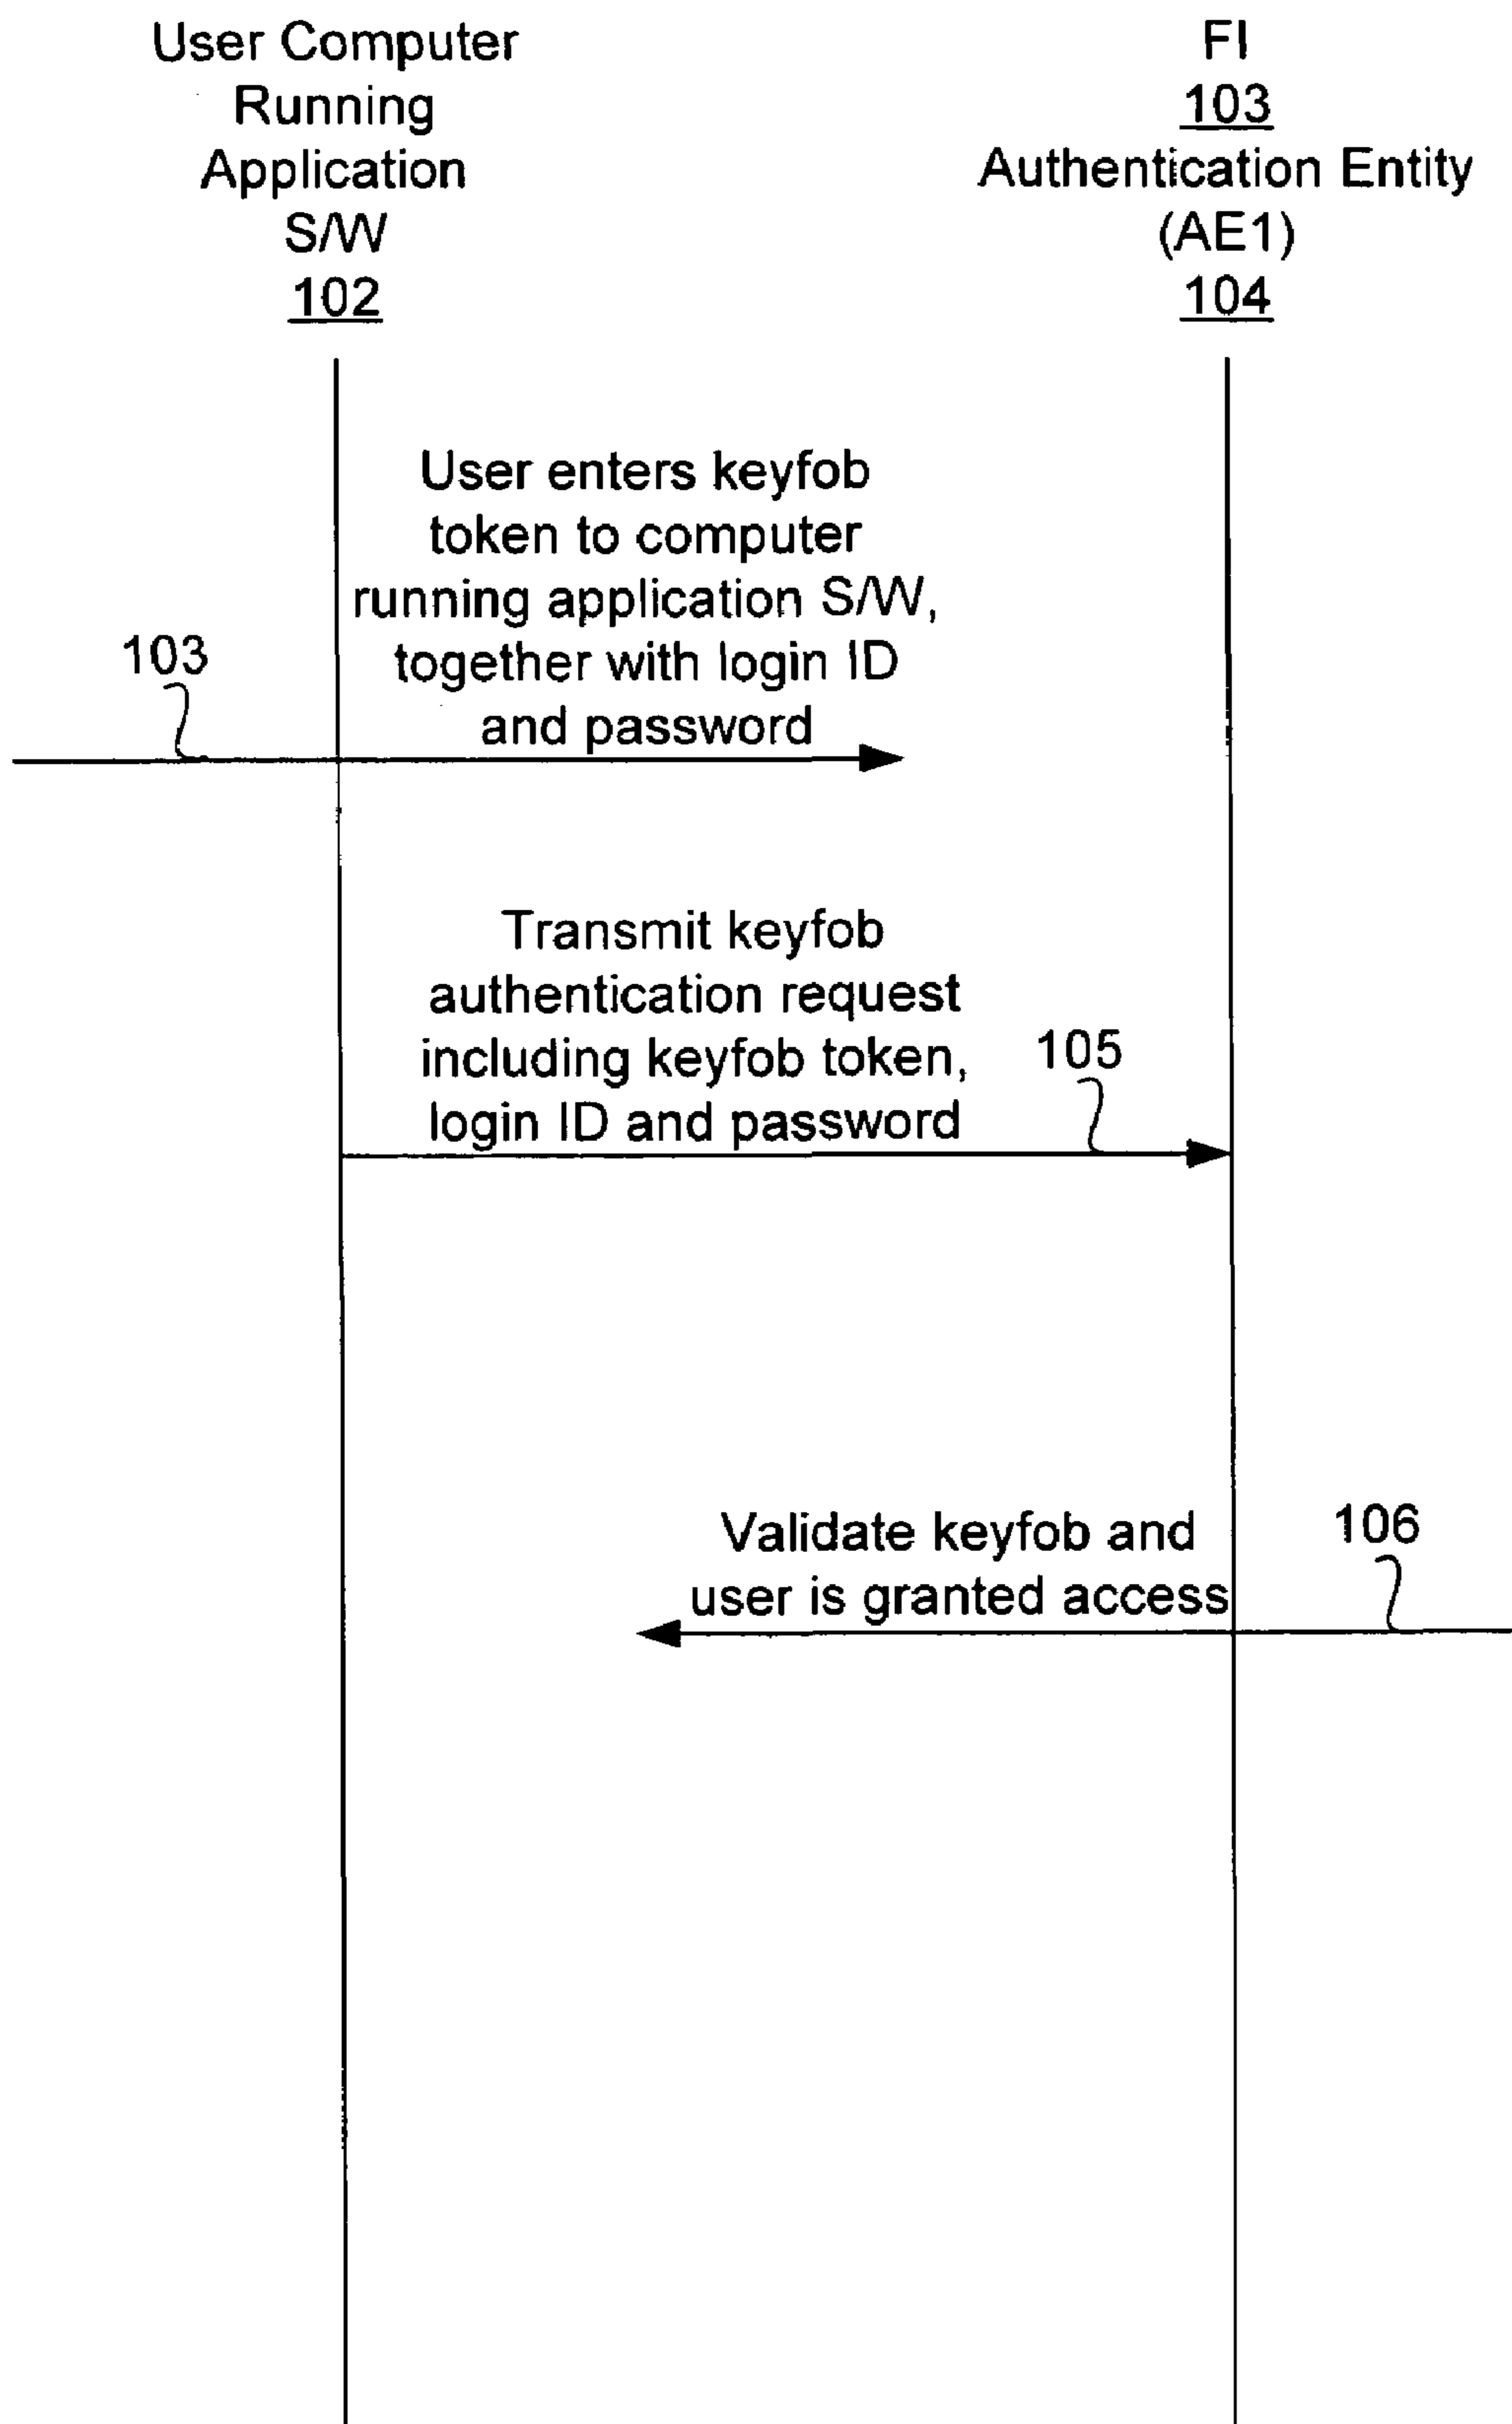 User Computer
Running
Application
S/W
102
FI
103
Authentication Entity
(AE1)
104
User enters keyfob
token to computer
running application S/W,
together with login ID
and password
103
Transmit keyfob
authentication request
including keyfob token,
login ID and password
105
Validate keyfob and
user is granted access
106